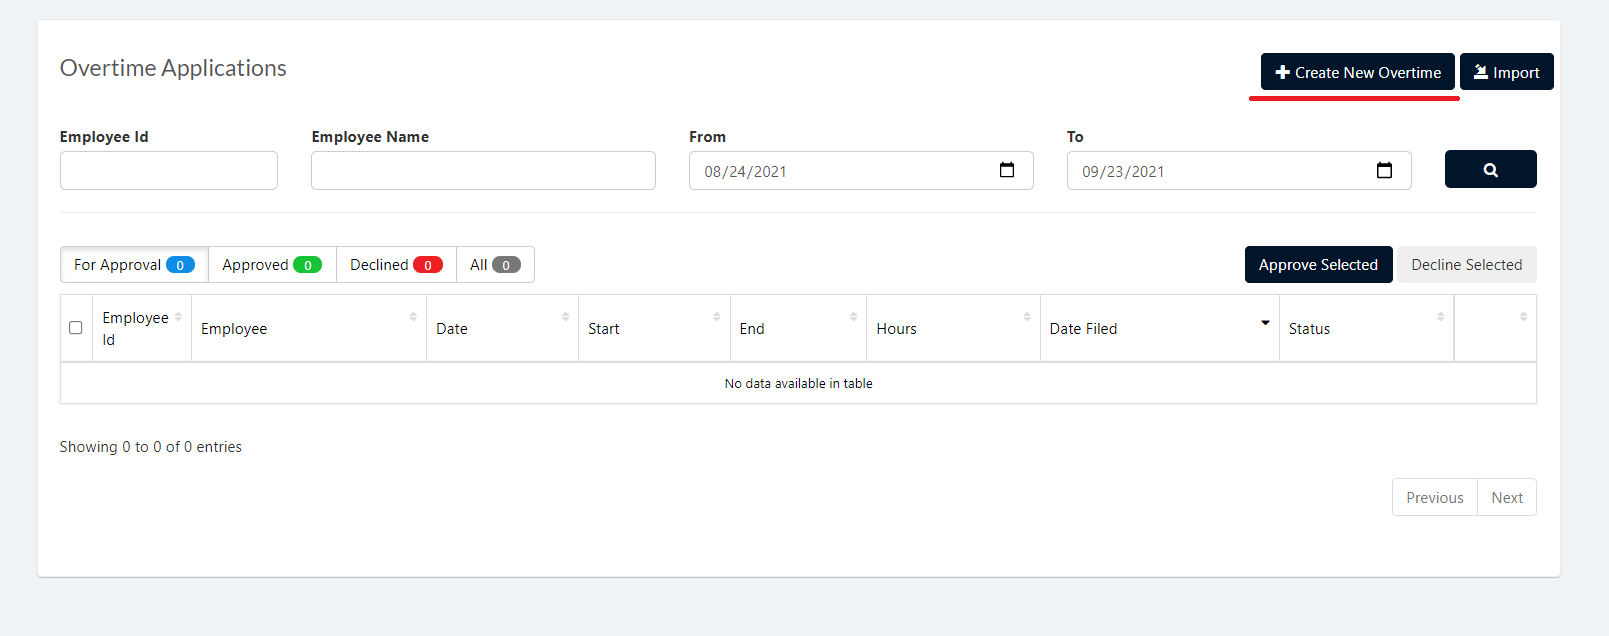 Overtime Applications
Create New Overtime
Import
Employee Id
Employee Name
From
To
08/24/2021
09/23/2021
For Approval 0
Approved 0
Declined 0
All 0
Approve Selected
Decline Selected
Employee
Id
Employee
Date
Start
End
Hours
Date Filed
Status
No data available in table
Showing 0 to 0 of 0 entries
Previous
Next